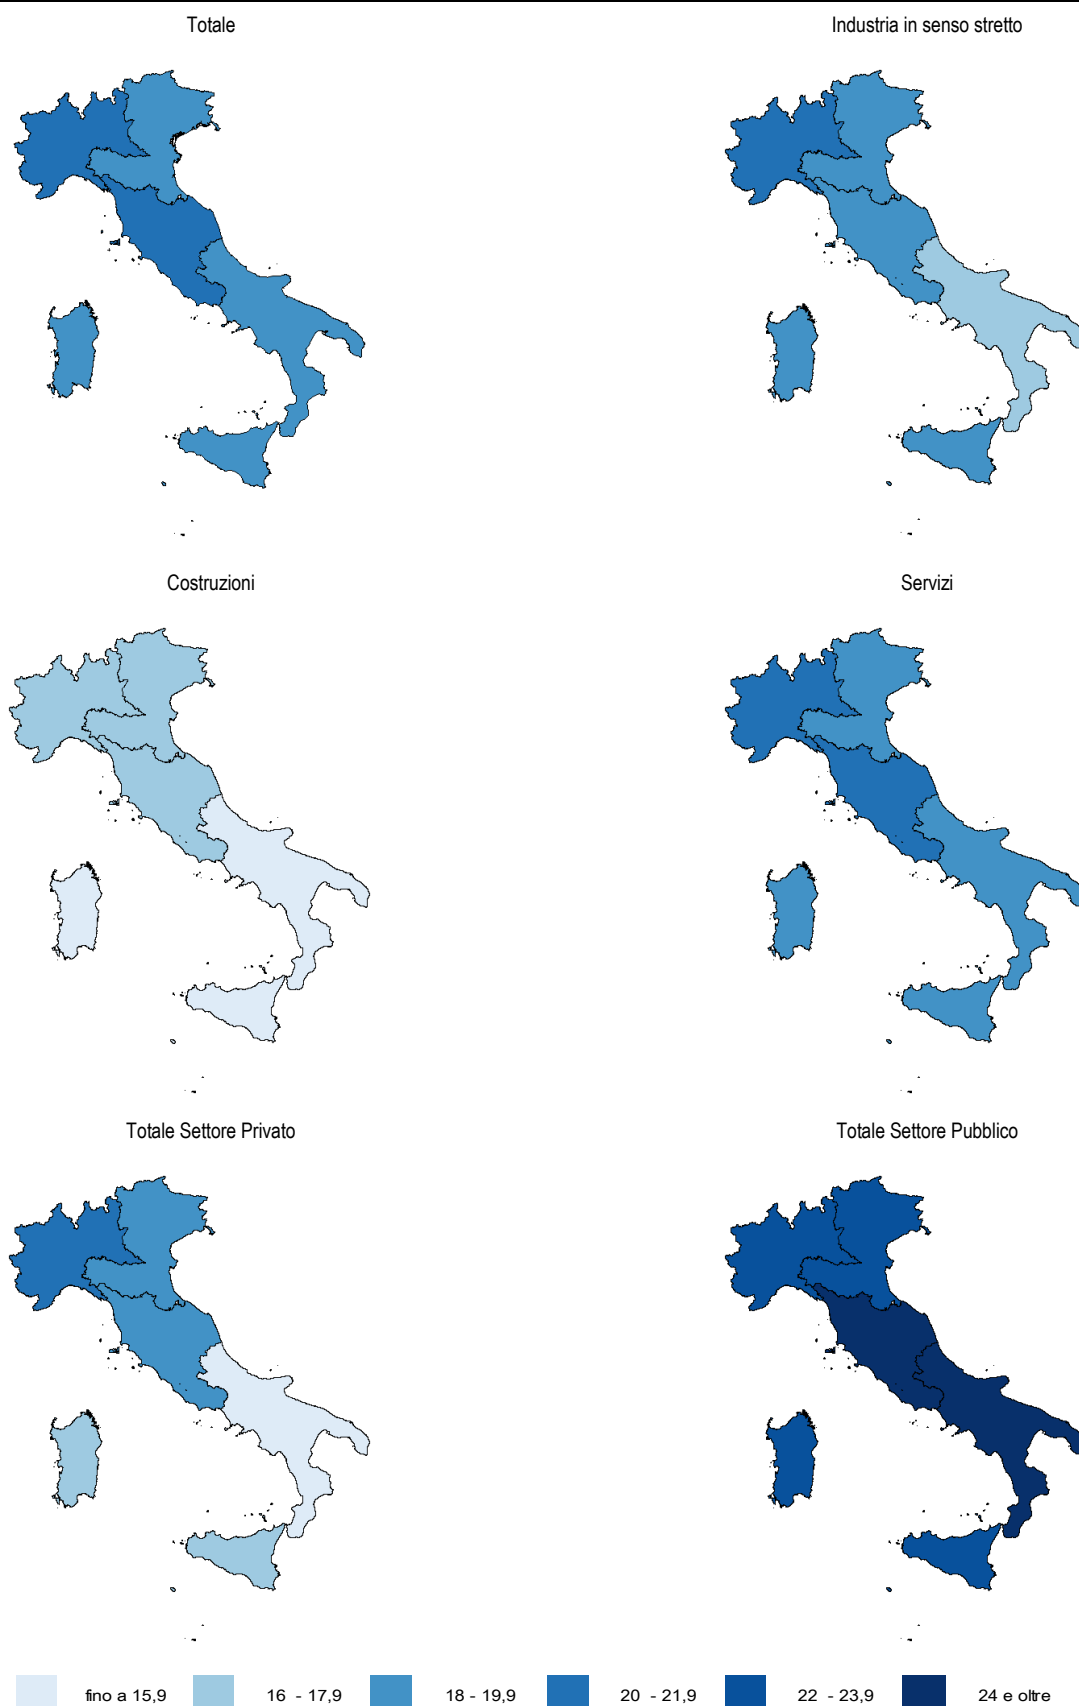 Totale
Industria in senso stretto
Costruzioni
Servizi
Totale Settore Privato
Totale Settore Pubblico
fino a 15,9
16 - 17,9
18 - 19,9
20 - 21,9
22 - 23,9
24 e oltre